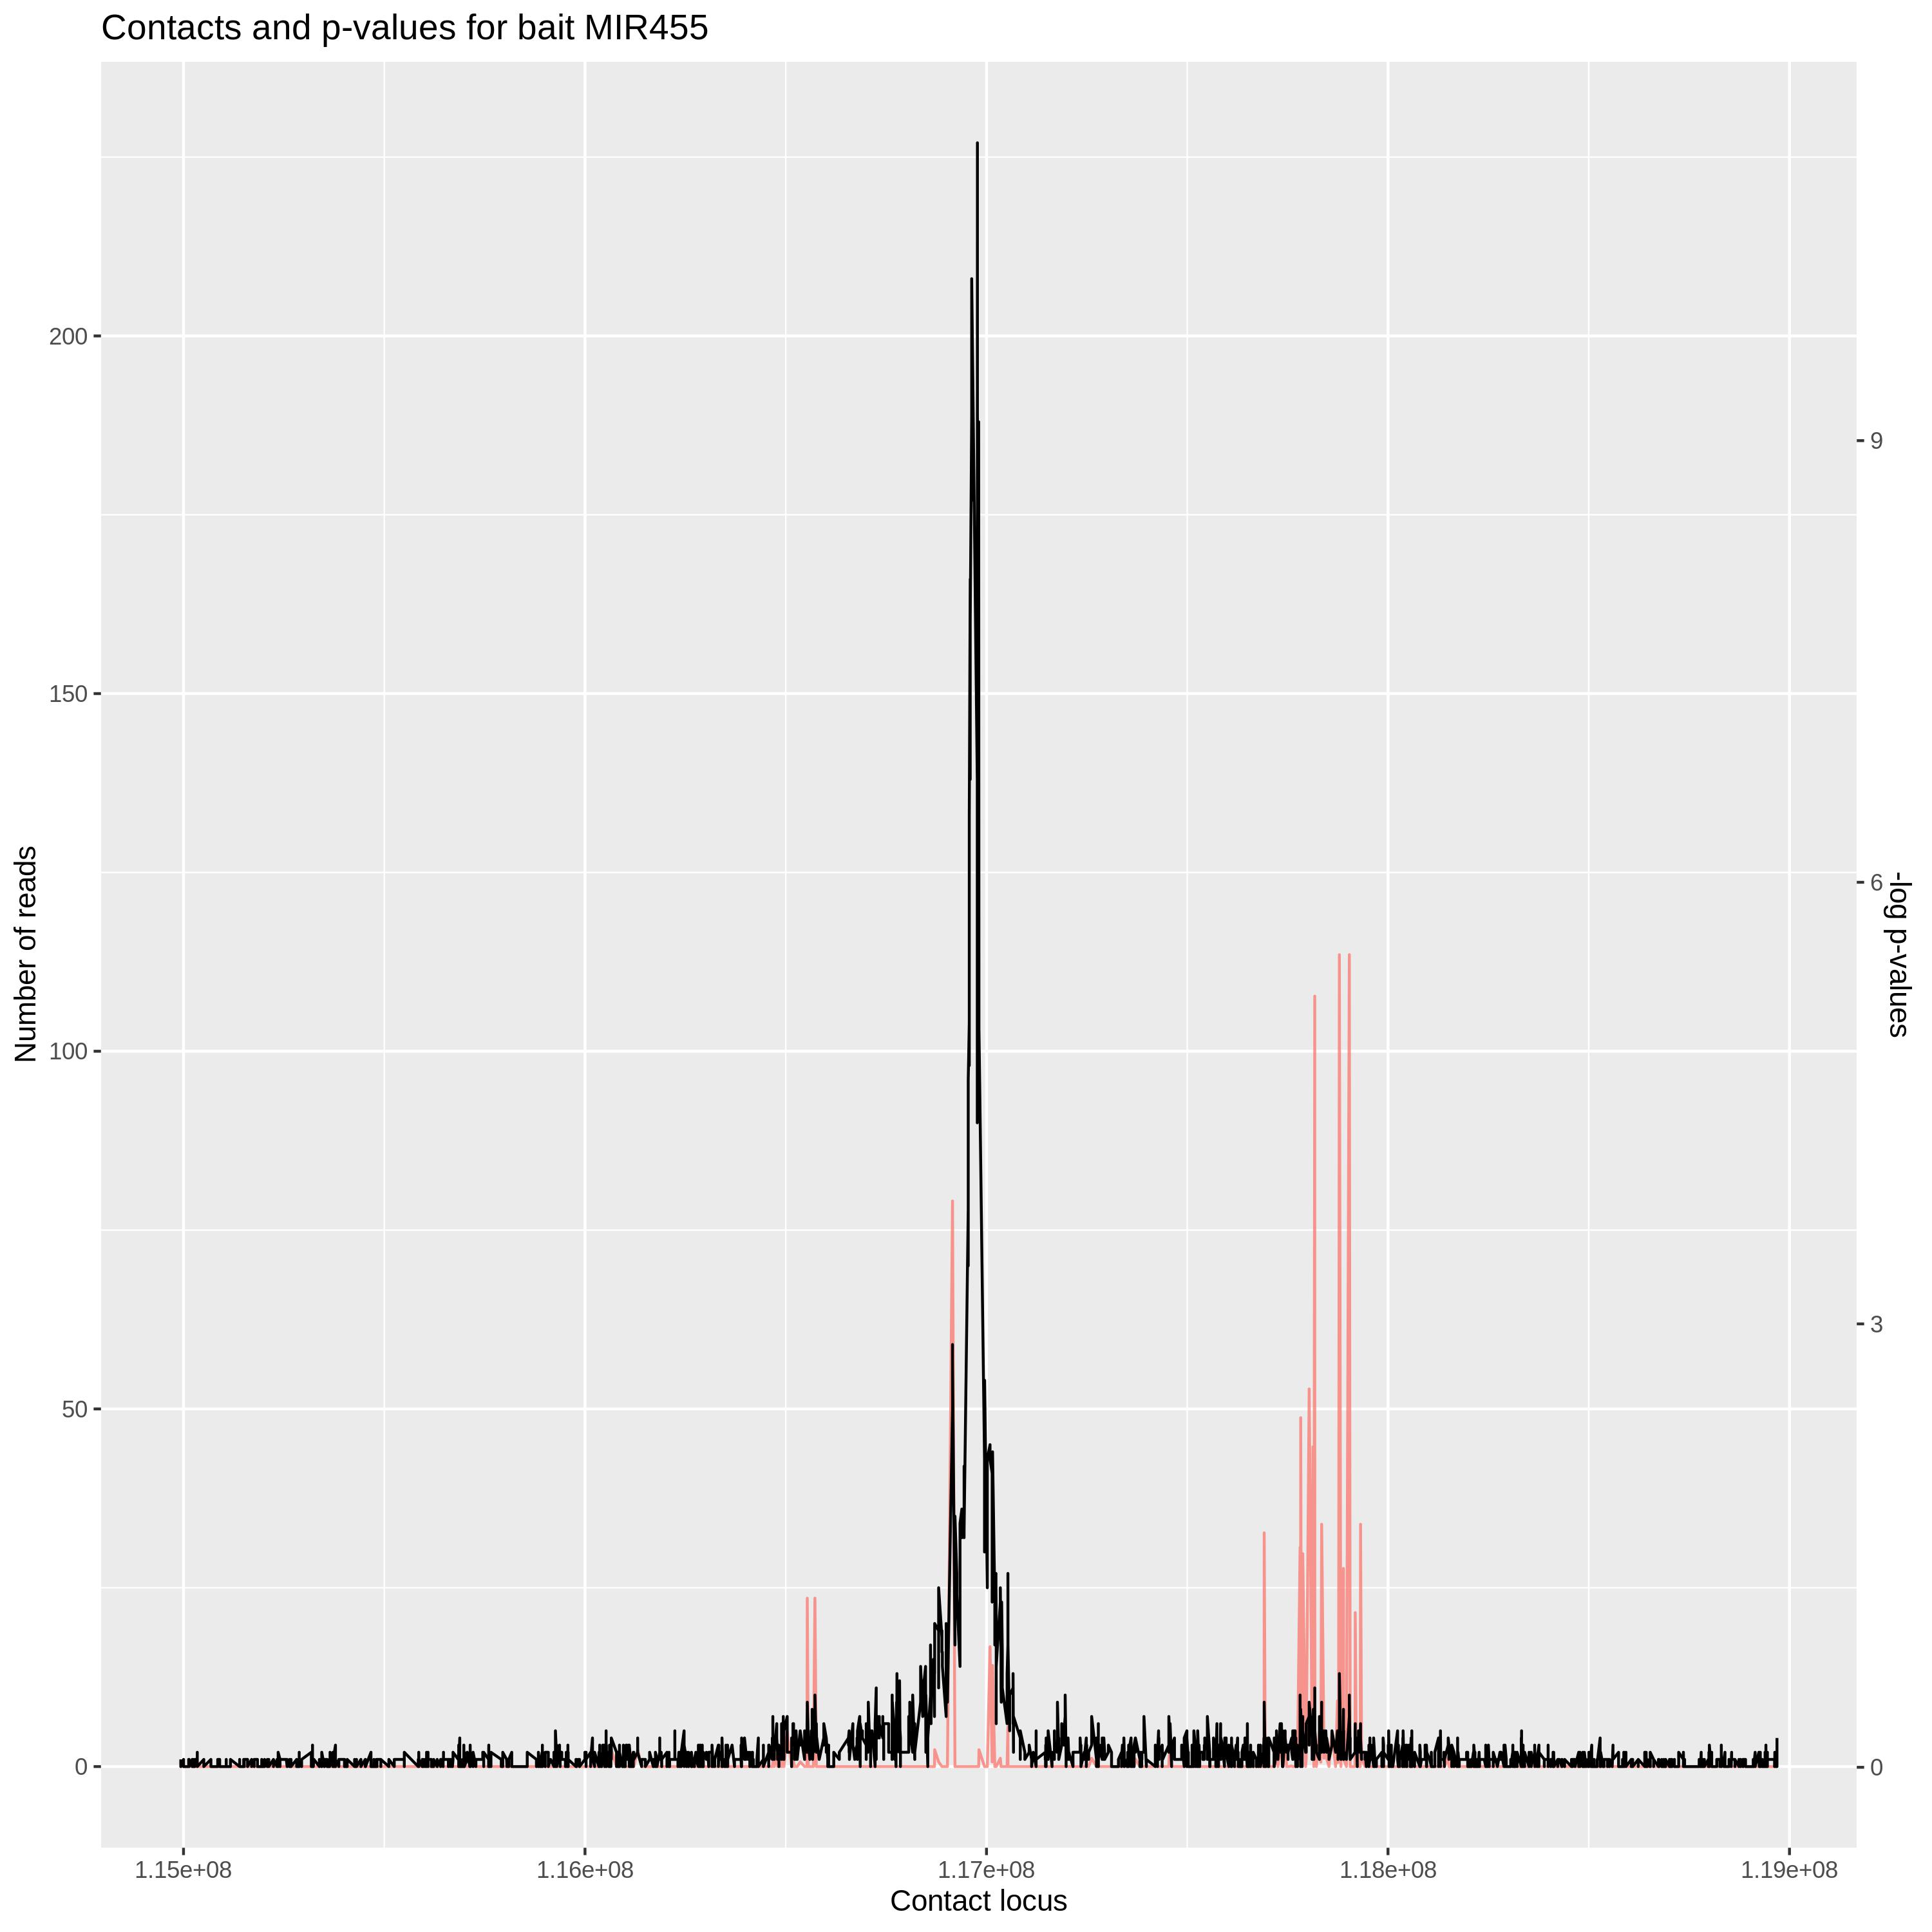 Contacts and p-values for bait MIR455
200
150
100
50
0
Number of reads
9
6
3
0
-log p-values
1.15e+08 1.16e+08 1.17e+08 1.18e+08 1.19e+08
Contact locus